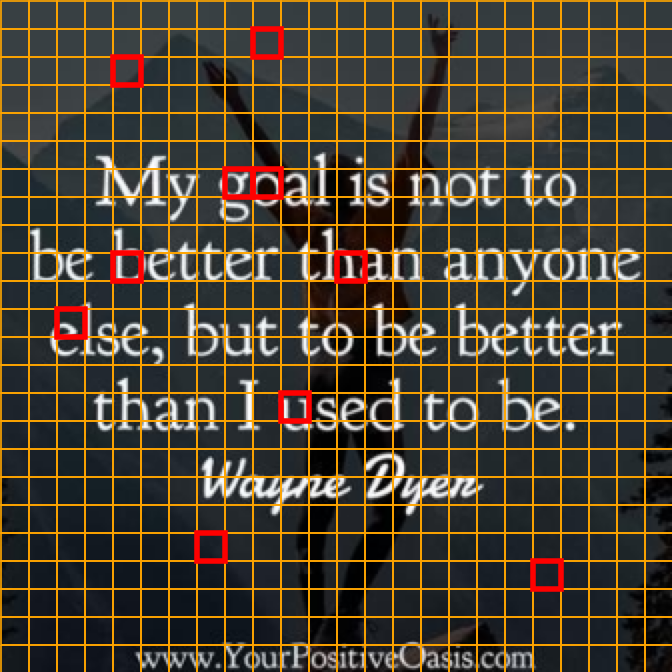 My goal is not to
be better than anyone
else, but to be better
than I used to be.
Wayne Dyer
www.YourPositiveOasis.com